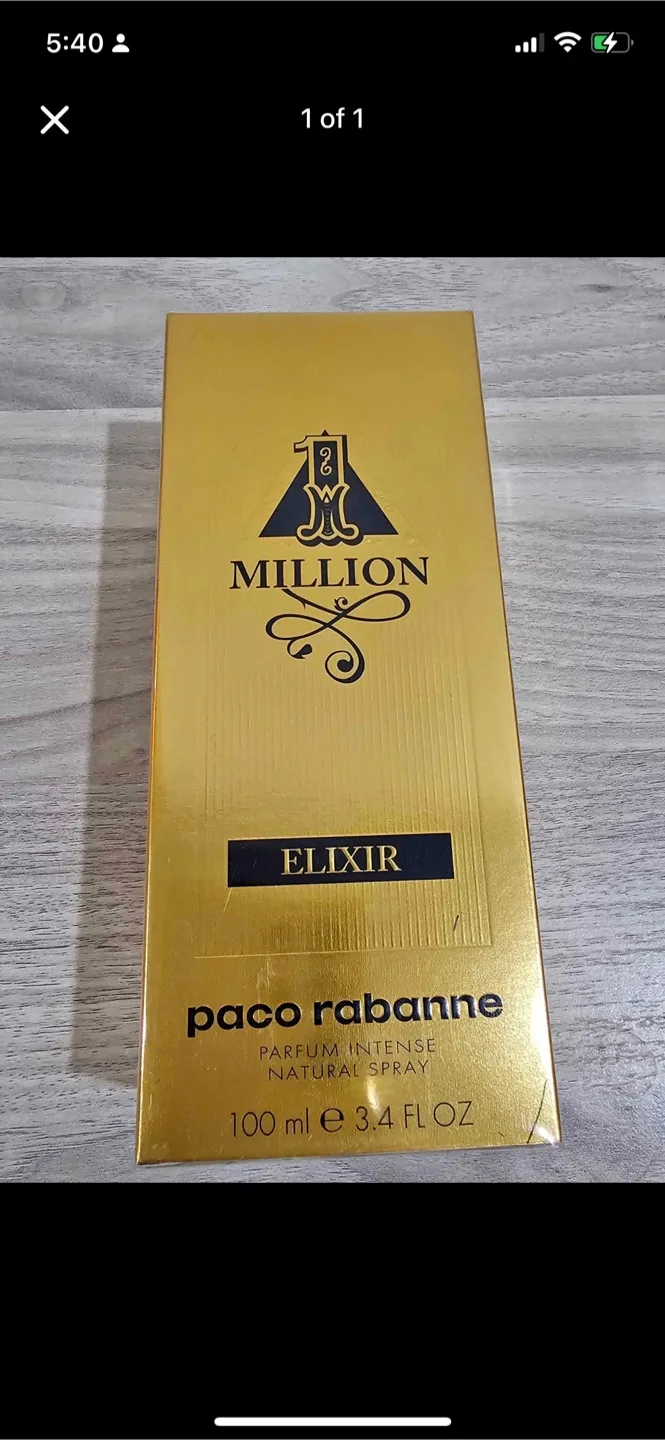 5:40
1 of 1
1
MILLION
ELIXIR
paco rabanne
PARFUM INTENSE
NATURAL SPRAY
100 ml e 3.4 FL OZ